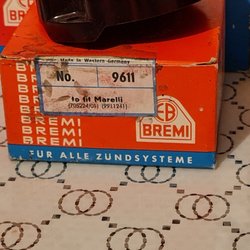 Made in Western Germany
No. 9611
to fit Marelli
BREMI
BREMI
BREMI
BREMI
BREMI
FÜR ALLE ZÜNDSYSTEME